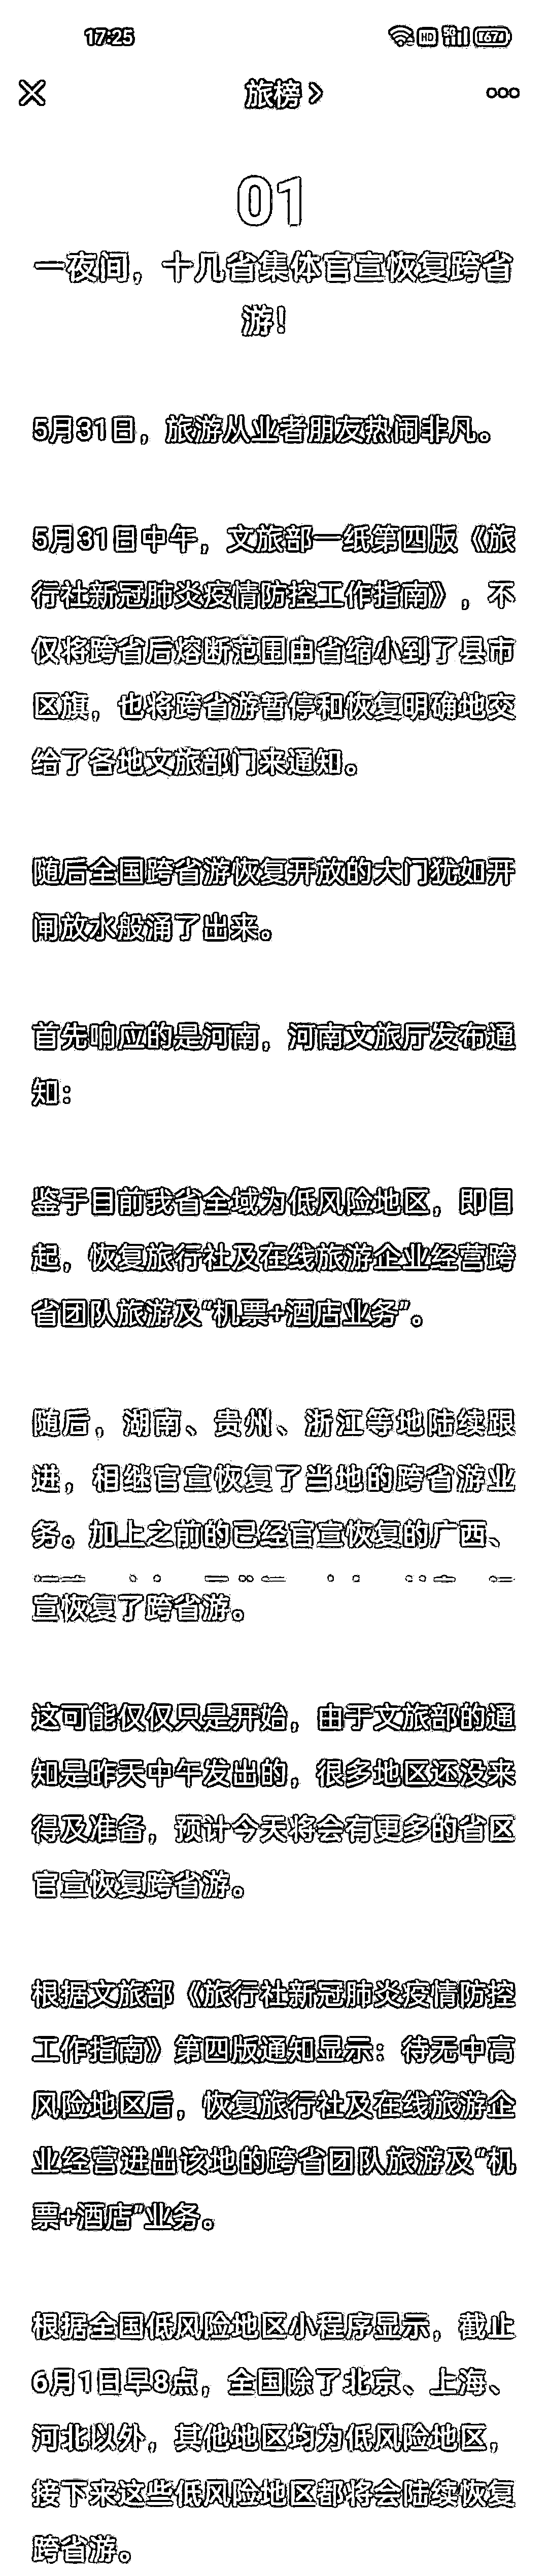 17:25
HD 5G 67
旅榜
01
一夜间，十几省集体官宣恢复跨省
游！
5月31日，旅游从业者朋友热闹非凡。
5月31日中午，文旅部一纸第四版《旅
行社新冠肺炎疫情防控工作指南》，不
仅将跨省后熔断范围由省缩小到了县市
区旗，也将跨省游暂停和恢复明确地交
给了各地文旅部门来通知。
随后全国跨省游恢复开放的大门犹如开
闸放水般涌了出来。
首先响应的是河南，河南文旅厅发布通
知：
鉴于目前我省全域为低风险地区，即日
起，恢复旅行社及在线旅游企业经营跨
省团队旅游及“机票+酒店业务”。
随后，湖南、贵州、浙江等地陆续跟
进，相继官宣恢复了当地的跨省游业
务。加上之前的已经官宣恢复的广西、
宣恢复了跨省游。
这可能仅仅只是开始，由于文旅部的通
知是昨天中午发出的，很多地区还没来
得及准备，预计今天将会有更多的省区
官宣恢复跨省游。
根据文旅部《旅行社新冠肺炎疫情防控
工作指南》第四版通知显示：待无中高
风险地区后，恢复旅行社及在线旅游企
业经营进出该地的跨省团队旅游及“机
票+酒店”业务。
根据全国低风险地区小程序显示，截止
6月1日早8点，全国除了北京、上海、
河北以外，其他地区均为低风险地区，
接下来这些低风险地区都将会陆续恢复
跨省游。